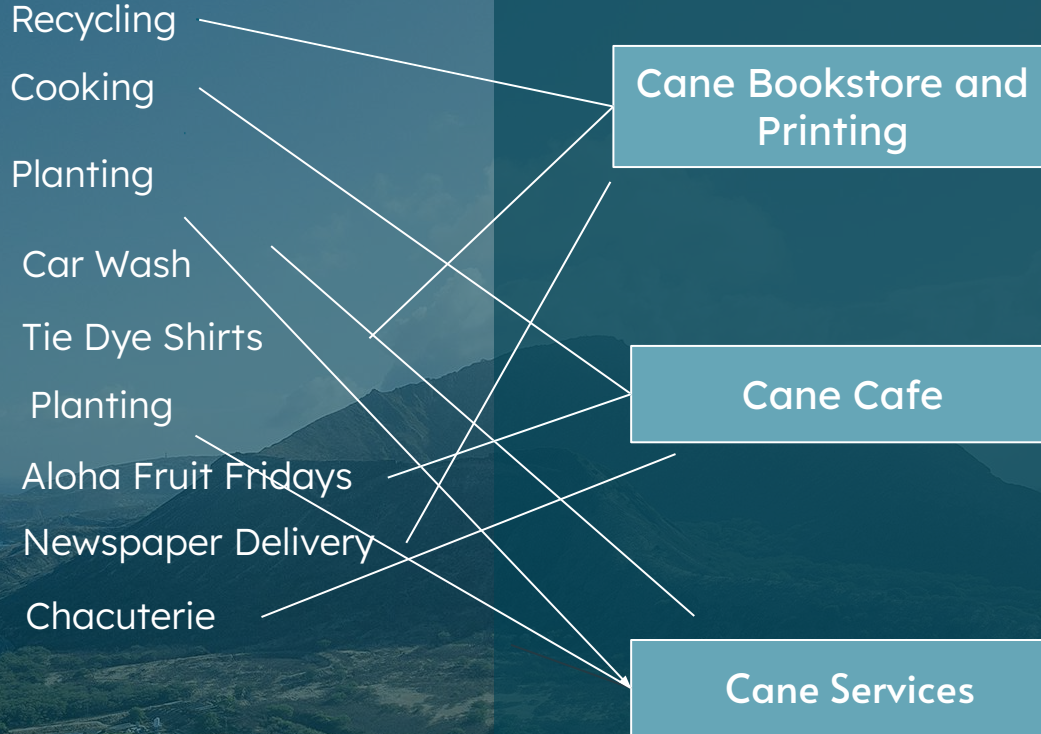 Recycling
Cooking
Planting
Car Wash
Tie Dye Shirts
Planting
Aloha Fruit Fridays
Newspaper Delivery
Chacuterie
Cane Bookstore and
Printing
Cane Cafe
Cane Services